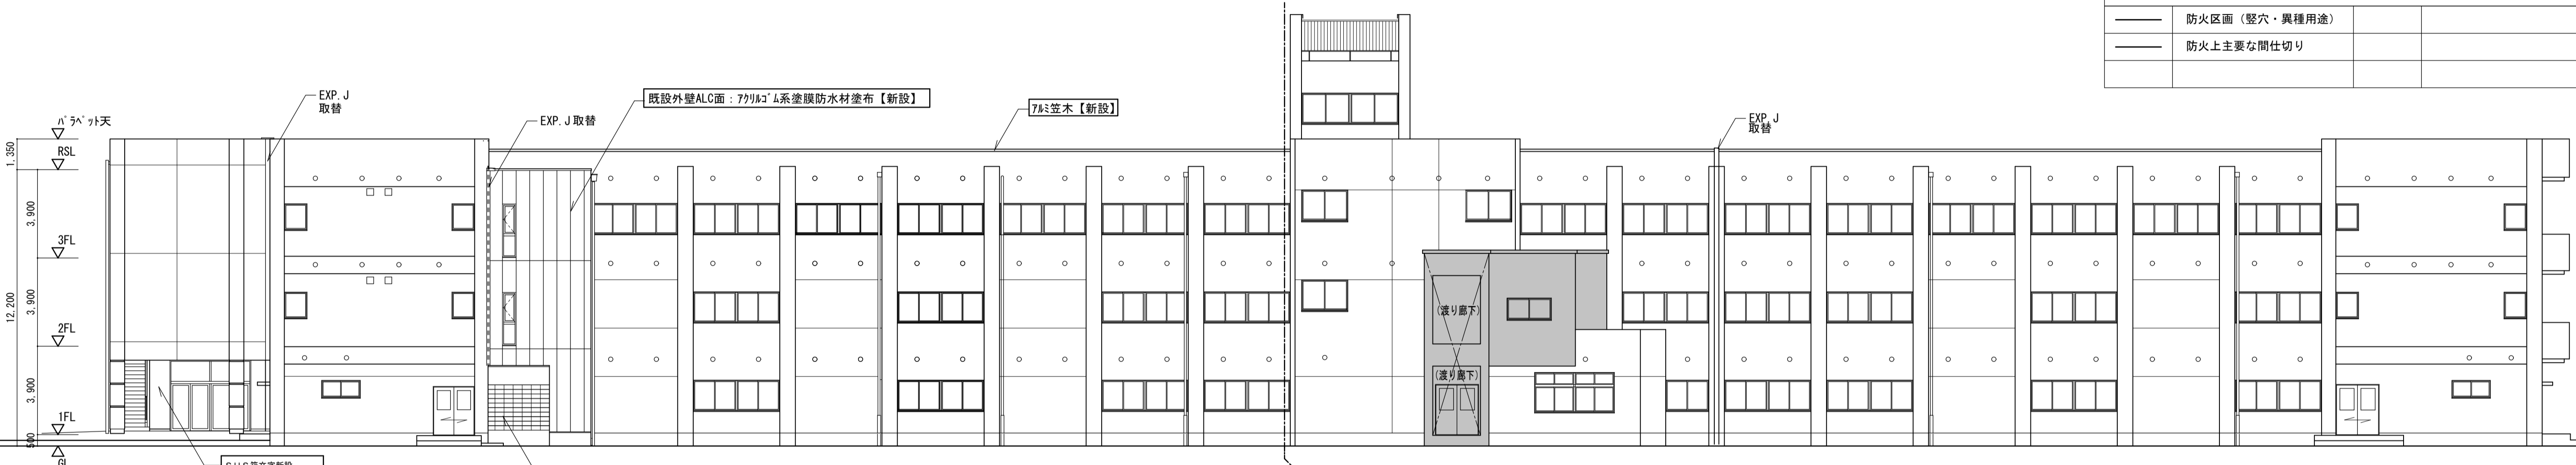 防火区画（竪穴・異種用途）
防火上主要な間仕切り
EXP.J
取替
既設外壁ALC面：ｱｸﾘﾙｺﾞﾑ系塗膜防水材塗布【新設】
EXP.J取替
ｱﾙﾐ笠木【新設】
EXP.J
取替
ﾊﾟﾗﾍﾟｯﾄ天
RSL
3FL
2FL
1FL
GL
1,350
3,900
3,900
3,900
500
12,200
(渡り廊下)
(渡り廊下)